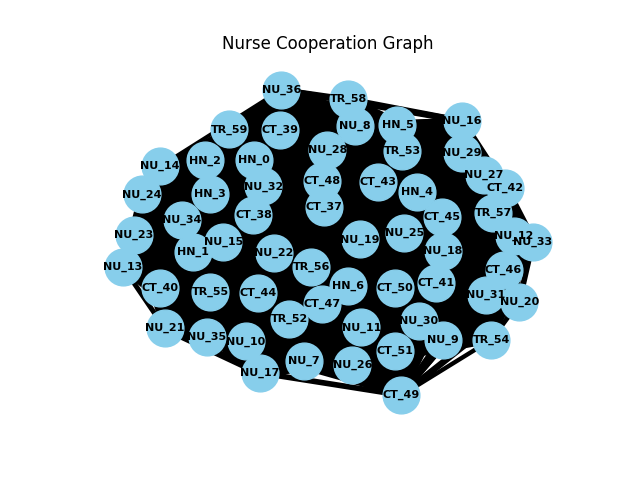 Nurse Cooperation Graph
NU_36
TR_58
NU_16
TR_59
CT_39
NU_8
HN_5
NU_28
TR_53
NU_29
NU_14
HN_2
HN_0
NU_27
CT_48
CT_43
NU_32
CT_42
NU_24
HN_3
HN_4
CT_37
CT_38
TR_57
NU_34
CT_45
NU_23
NU_15
NU_19
NU_25
NU_12
NU_33
HN_1
NU_22
NU_18
NU_13
TR_56
CT_46
CT_40
TR_55
CT_44
HN_6
CT_50
CT_41
NU_31
CT_47
NU_20
TR_52
NU_30
NU_21
NU_11
NU_35
NU_10
NU_9
TR_54
CT_51
NU_7
NU_26
NU_17
CT_49